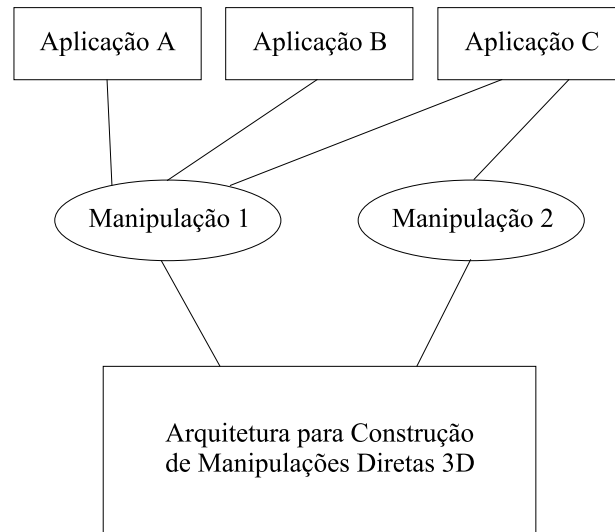 Aplicação A
Aplicação B
Aplicação C
Manipulação 1
Manipulação 2
Arquitetura para Construção
de Manipulações Diretas 3D